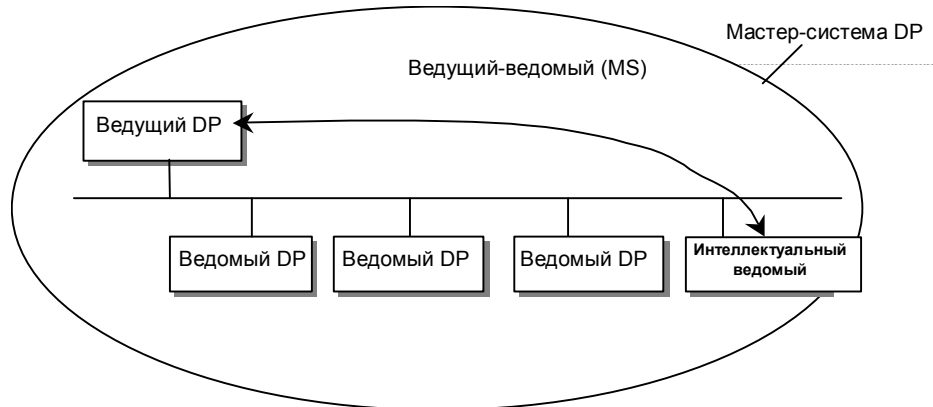 Мастер-система DP
Ведущий-ведомый (MS)
Ведущий DP
Ведомый DP
Ведомый DP
Ведомый DP
Интеллектуальный
ведомый